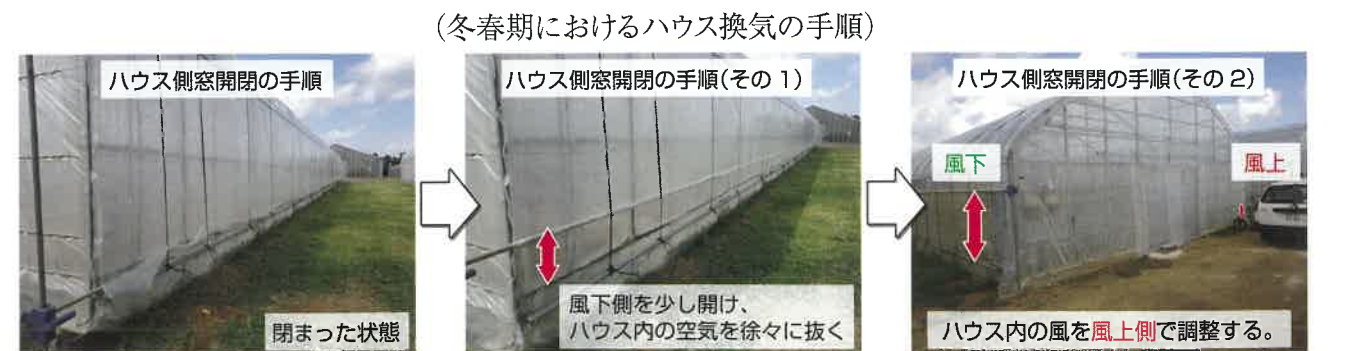 (冬春期におけるハウス換気の手順)
ハウス側窓開閉の手順
閉まった状態
ハウス側窓開閉の手順(その1)
風下側を少し開け、
ハウス内の空気を徐々に抜く
ハウス側窓開閉の手順(その2)
風下
風上
ハウス内の風を風上側で調整する。